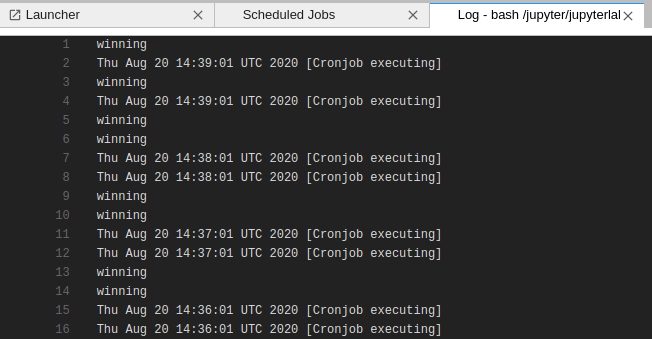 Launcher
Scheduled Jobs
Log - bash /jupyter/jupyterlal
1 winning
2 Thu Aug 20 14:39:01 UTC 2020 [Cronjob executing]
3 winning
4 Thu Aug 20 14:39:01 UTC 2020 [Cronjob executing]
5 winning
6 winning
7 Thu Aug 20 14:38:01 UTC 2020 [Cronjob executing]
8 Thu Aug 20 14:38:01 UTC 2020 [Cronjob executing]
9 winning
10 winning
11 Thu Aug 20 14:37:01 UTC 2020 [Cronjob executing]
12 Thu Aug 20 14:37:01 UTC 2020 [Cronjob executing]
13 winning
14 winning
15 Thu Aug 20 14:36:01 UTC 2020 [Cronjob executing]
16 Thu Aug 20 14:36:01 UTC 2020 [Cronjob executing]